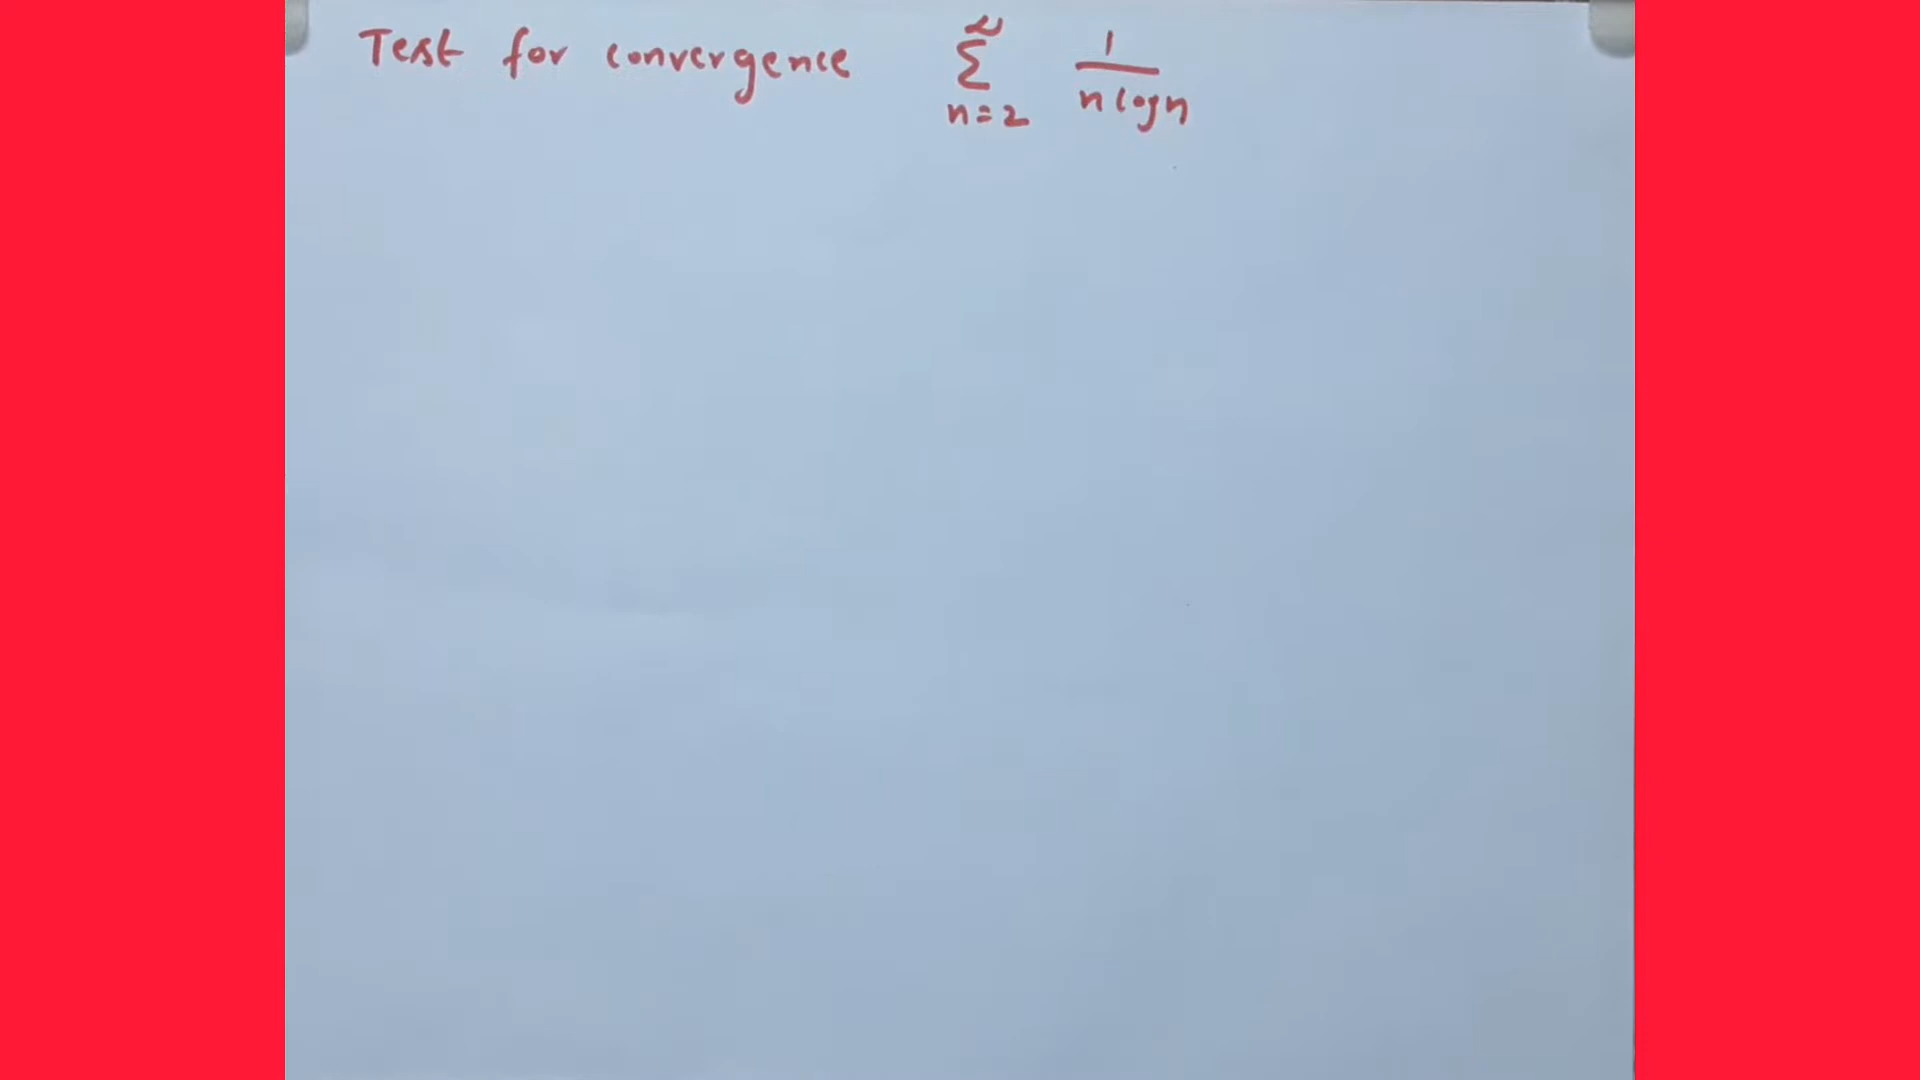 Test for convergence ∞∑n=2 1/(n log n)